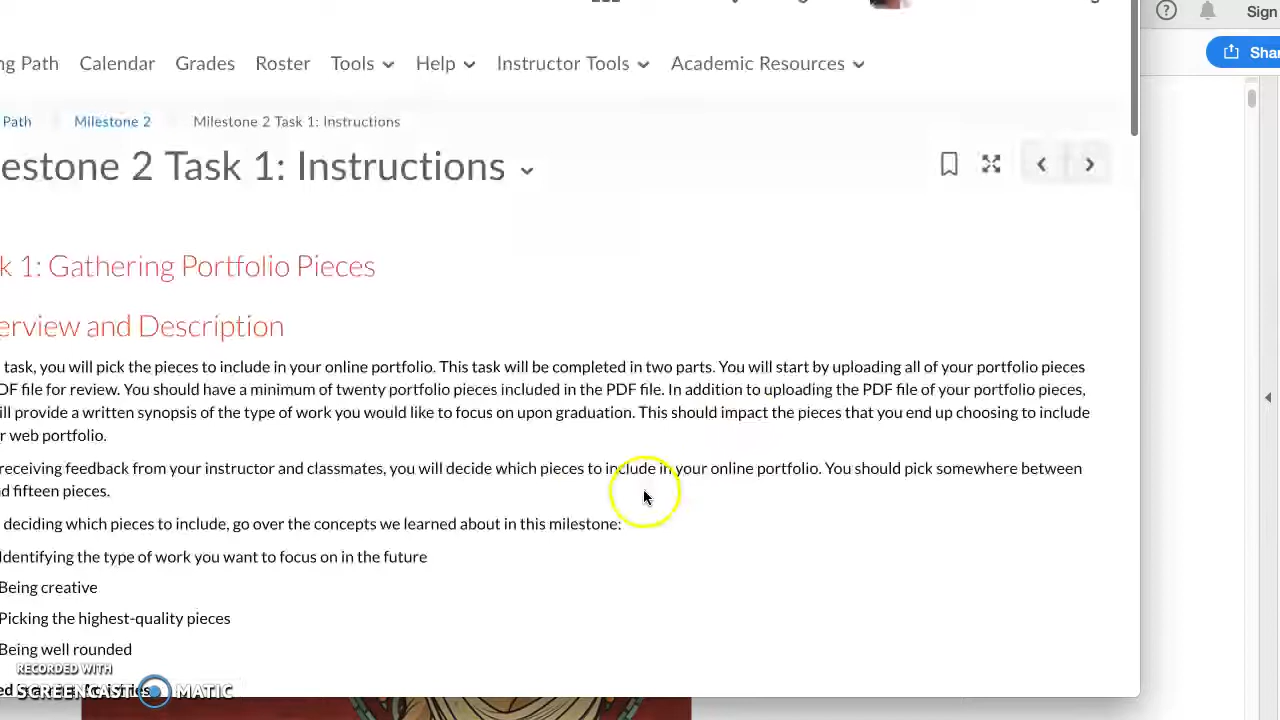 Sign
Shar
ng Path Calendar Grades Roster Tools Help Instructor Tools Academic Resources
Path Milestone 2 Milestone 2 Task 1: Instructions
estone 2 Task 1: Instructions
k 1: Gathering Portfolio Pieces
erview and Description
task, you will pick the pieces to include in your online portfolio. This task will be completed in two parts. You will start by uploading all of your portfolio pieces
DF file for review. You should have a minimum of twenty portfolio pieces included in the PDF file. In addition to uploading the PDF file of your portfolio pieces,
ill provide a written synopsis of the type of work you would like to focus on upon graduation. This should impact the pieces that you end up choosing to include
r web portfolio.
receiving feedback from your instructor and classmates, you will decide which pieces to include in your online portfolio. You should pick somewhere between
d fifteen pieces.
deciding which pieces to include, go over the concepts we learned about in this milestone:
Identifying the type of work you want to focus on in the future
Being creative
Picking the highest-quality pieces
Being well rounded
RECORDED WITH
SCREENCAST MATIC